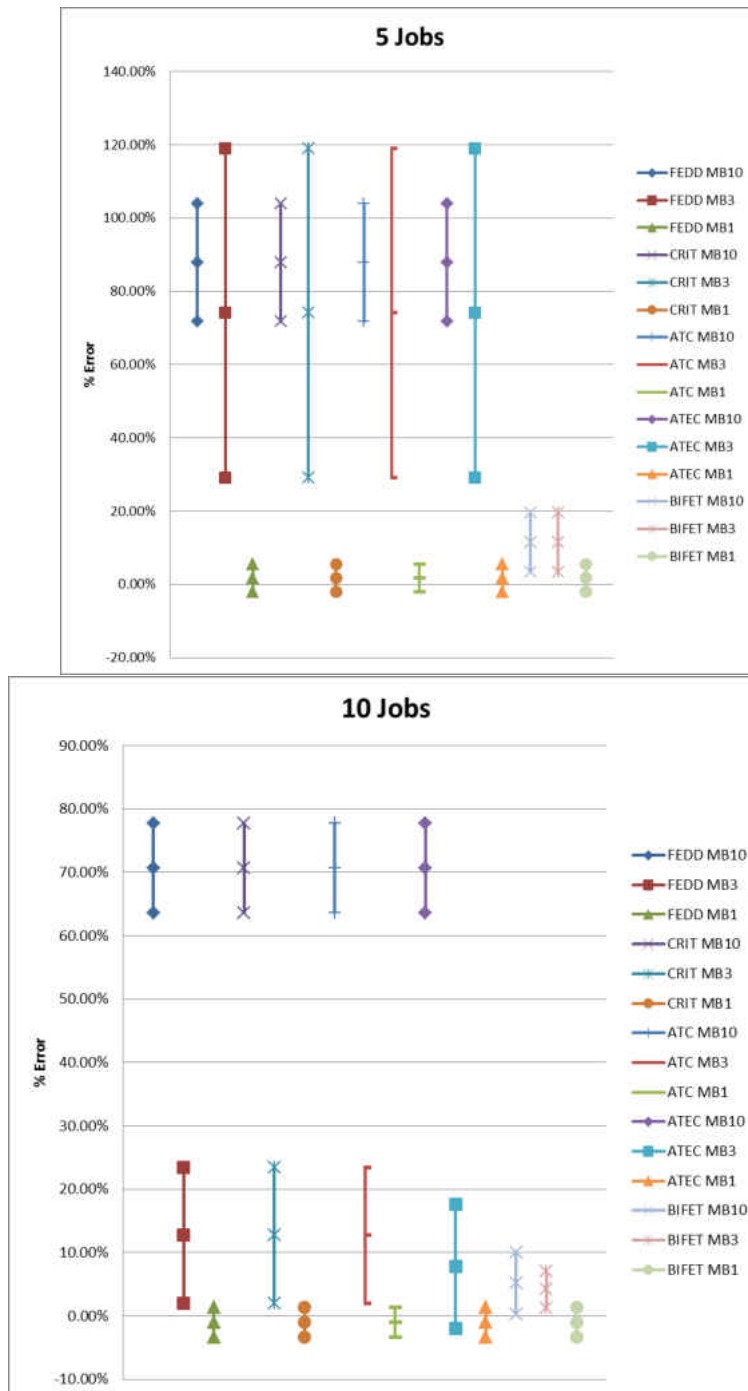 5 Jobs
140.00%
120.00%
100.00%
80.00%
60.00%
40.00%
20.00%
0.00%
-20.00%
% Error
FEDD MB10
FEDD MB3
FEDD MB1
CRIT MB10
CRIT MB3
CRIT MB1
ATC MB10
ATC MB3
ATC MB1
ATEC MB10
ATEC MB3
ATEC MB1
BIFET MB10
BIFET MB3
BIFET MB1
10 Jobs
90.00%
80.00%
70.00%
60.00%
50.00%
40.00%
30.00%
20.00%
10.00%
0.00%
-10.00%
% Error
FEDD MB10
FEDD MB3
FEDD MB1
CRIT MB10
CRIT MB3
CRIT MB1
ATC MB10
ATC MB3
ATC MB1
ATEC MB10
ATEC MB3
ATEC MB1
BIFET MB10
BIFET MB3
BIFET MB1